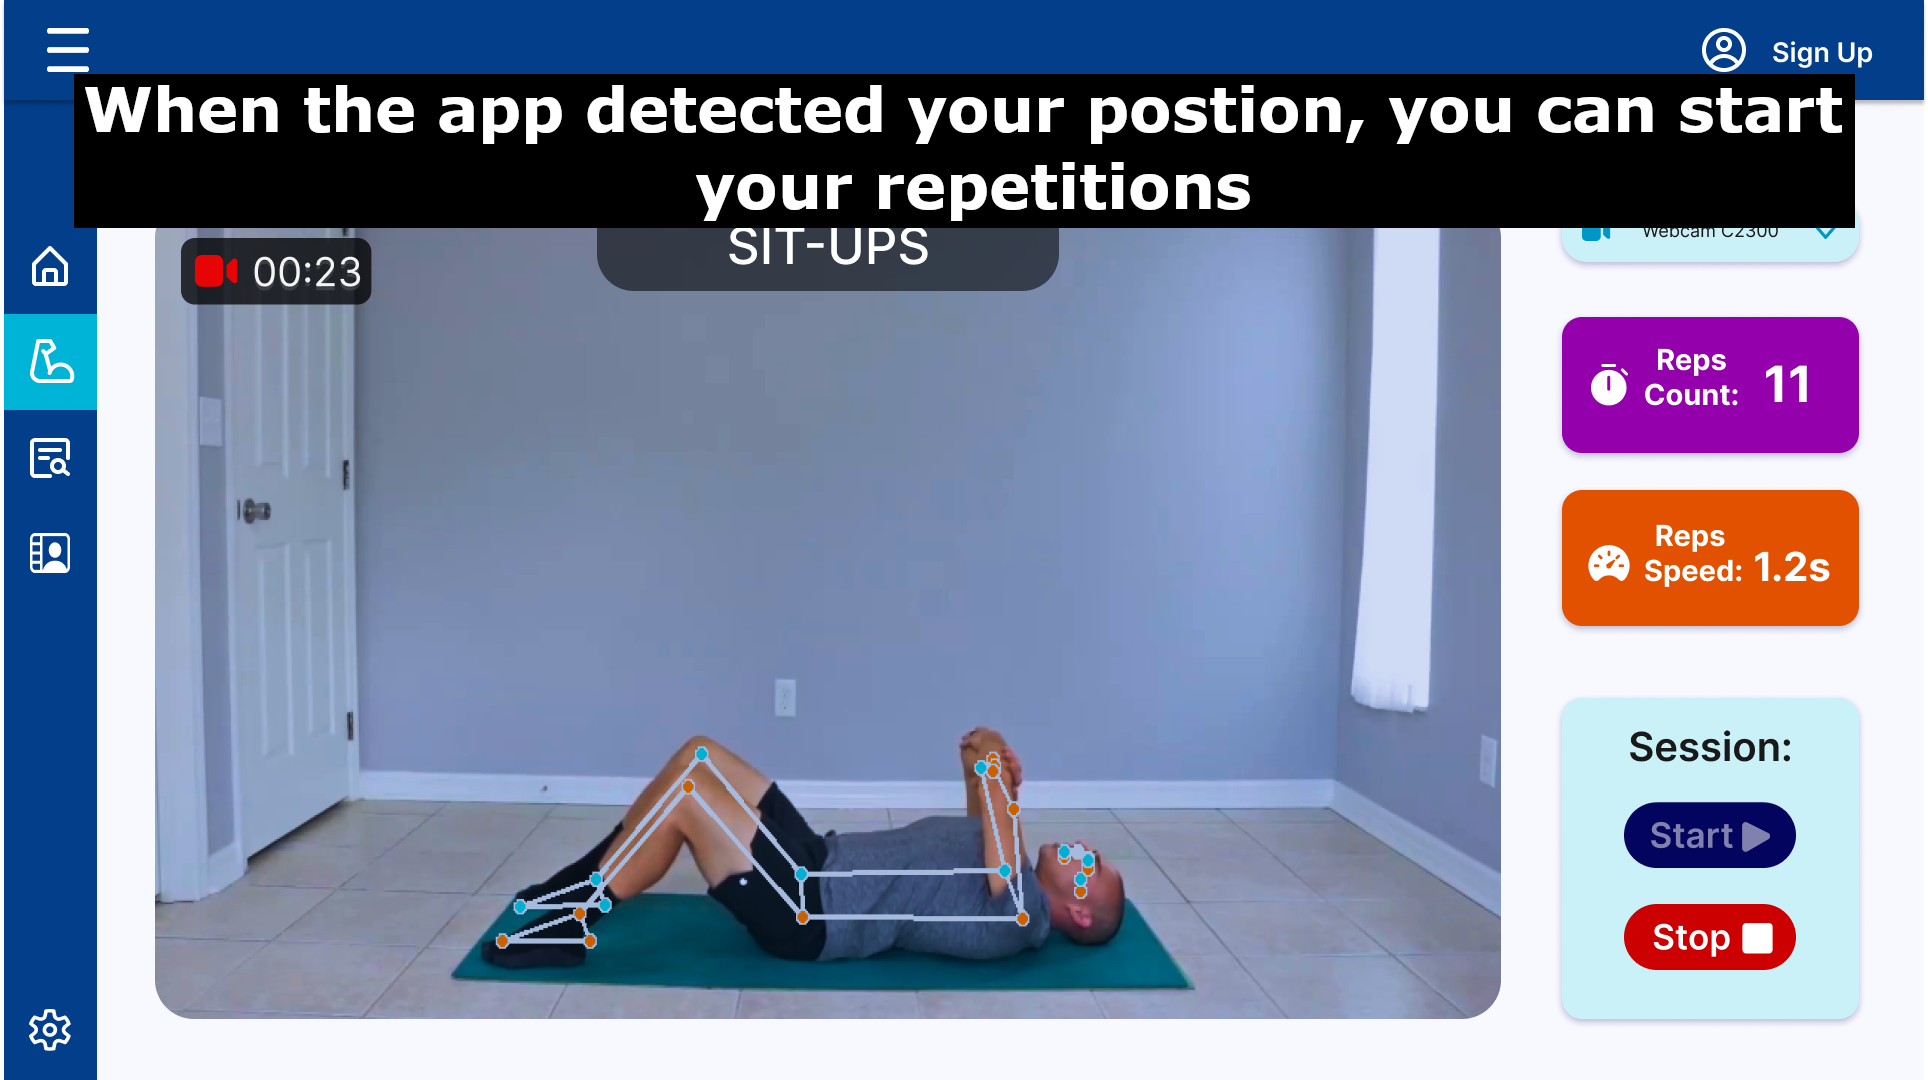 Sign Up
When the app detected your postion, you can start
your repetitions
SIT-UPS
Webcam C2300
00:23
Reps
Count: 11
Reps
Speed: 1.2s
Session:
Start
Stop